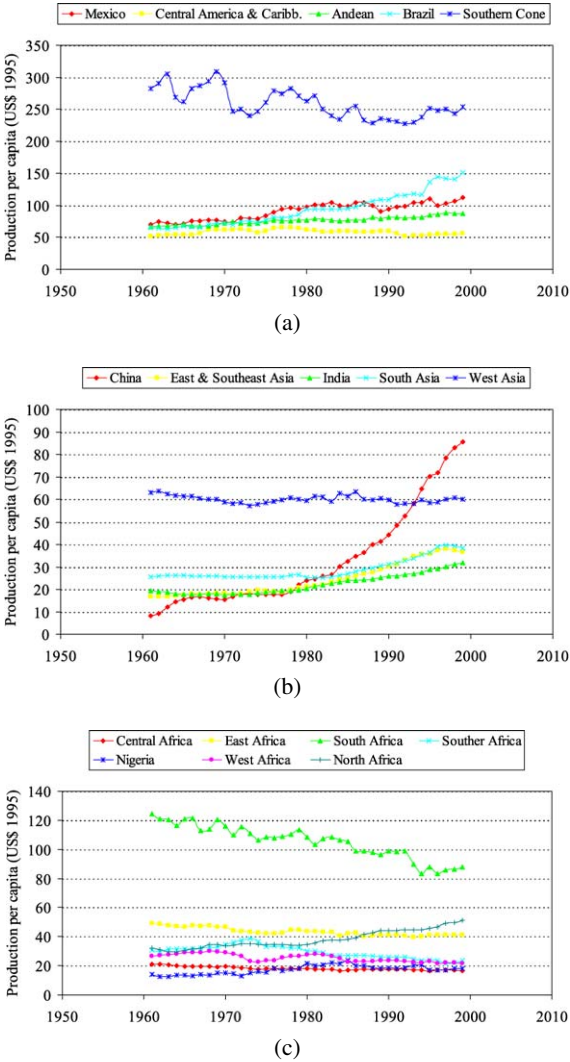 Mexico Central America & Caribb. Andean Brazil Southern Cone
Production per capita (US$ 1995)
350
300
250
200
150
100
50
0
1950 1960 1970 1980 1990 2000 2010
(a)
China East & Southeast Asia India South Asia West Asia
Production per capita (US$ 1995)
100
90
80
70
60
50
40
30
20
10
0
1950 1960 1970 1980 1990 2000 2010
(b)
Central Africa East Africa South Africa Souther Africa
Nigeria West Africa North Africa
Production per capita (US$ 1995)
140
120
100
80
60
40
20
0
1950 1960 1970 1980 1990 2000 2010
(c)